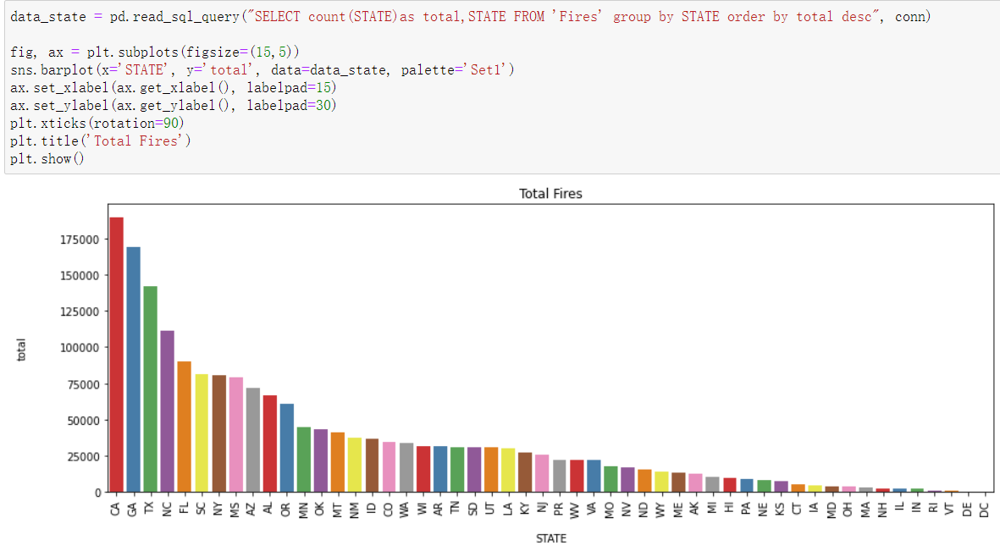 data_state = pd.read_sql_query("SELECT count(STATE)as total,STATE FROM 'Fires' group by STATE order by total desc", conn)
fig, ax = plt.subplots(figsize=(15,5))
sns.barplot(x='STATE', y='total', data=data_state, palette='Set1')
ax.set_xlabel(ax.get_xlabel(), labelpad=15)
ax.set_ylabel(ax.get_ylabel(), labelpad=30)
plt.xticks(rotation=90)
plt.title('Total Fires')
plt.show()
Total Fires
175000
150000
125000
100000
75000
50000
25000
0
total
CA GA TX NC FL SC NY MS AZ AL OR MN OK MT NM ID CO WA WI AR TN SD UT LA KY NJ PR WV VA MO NV ND WY ME AK MI HI PA NE KS CT IA MD OH MA NH IL IN RI VT DE DC
STATE